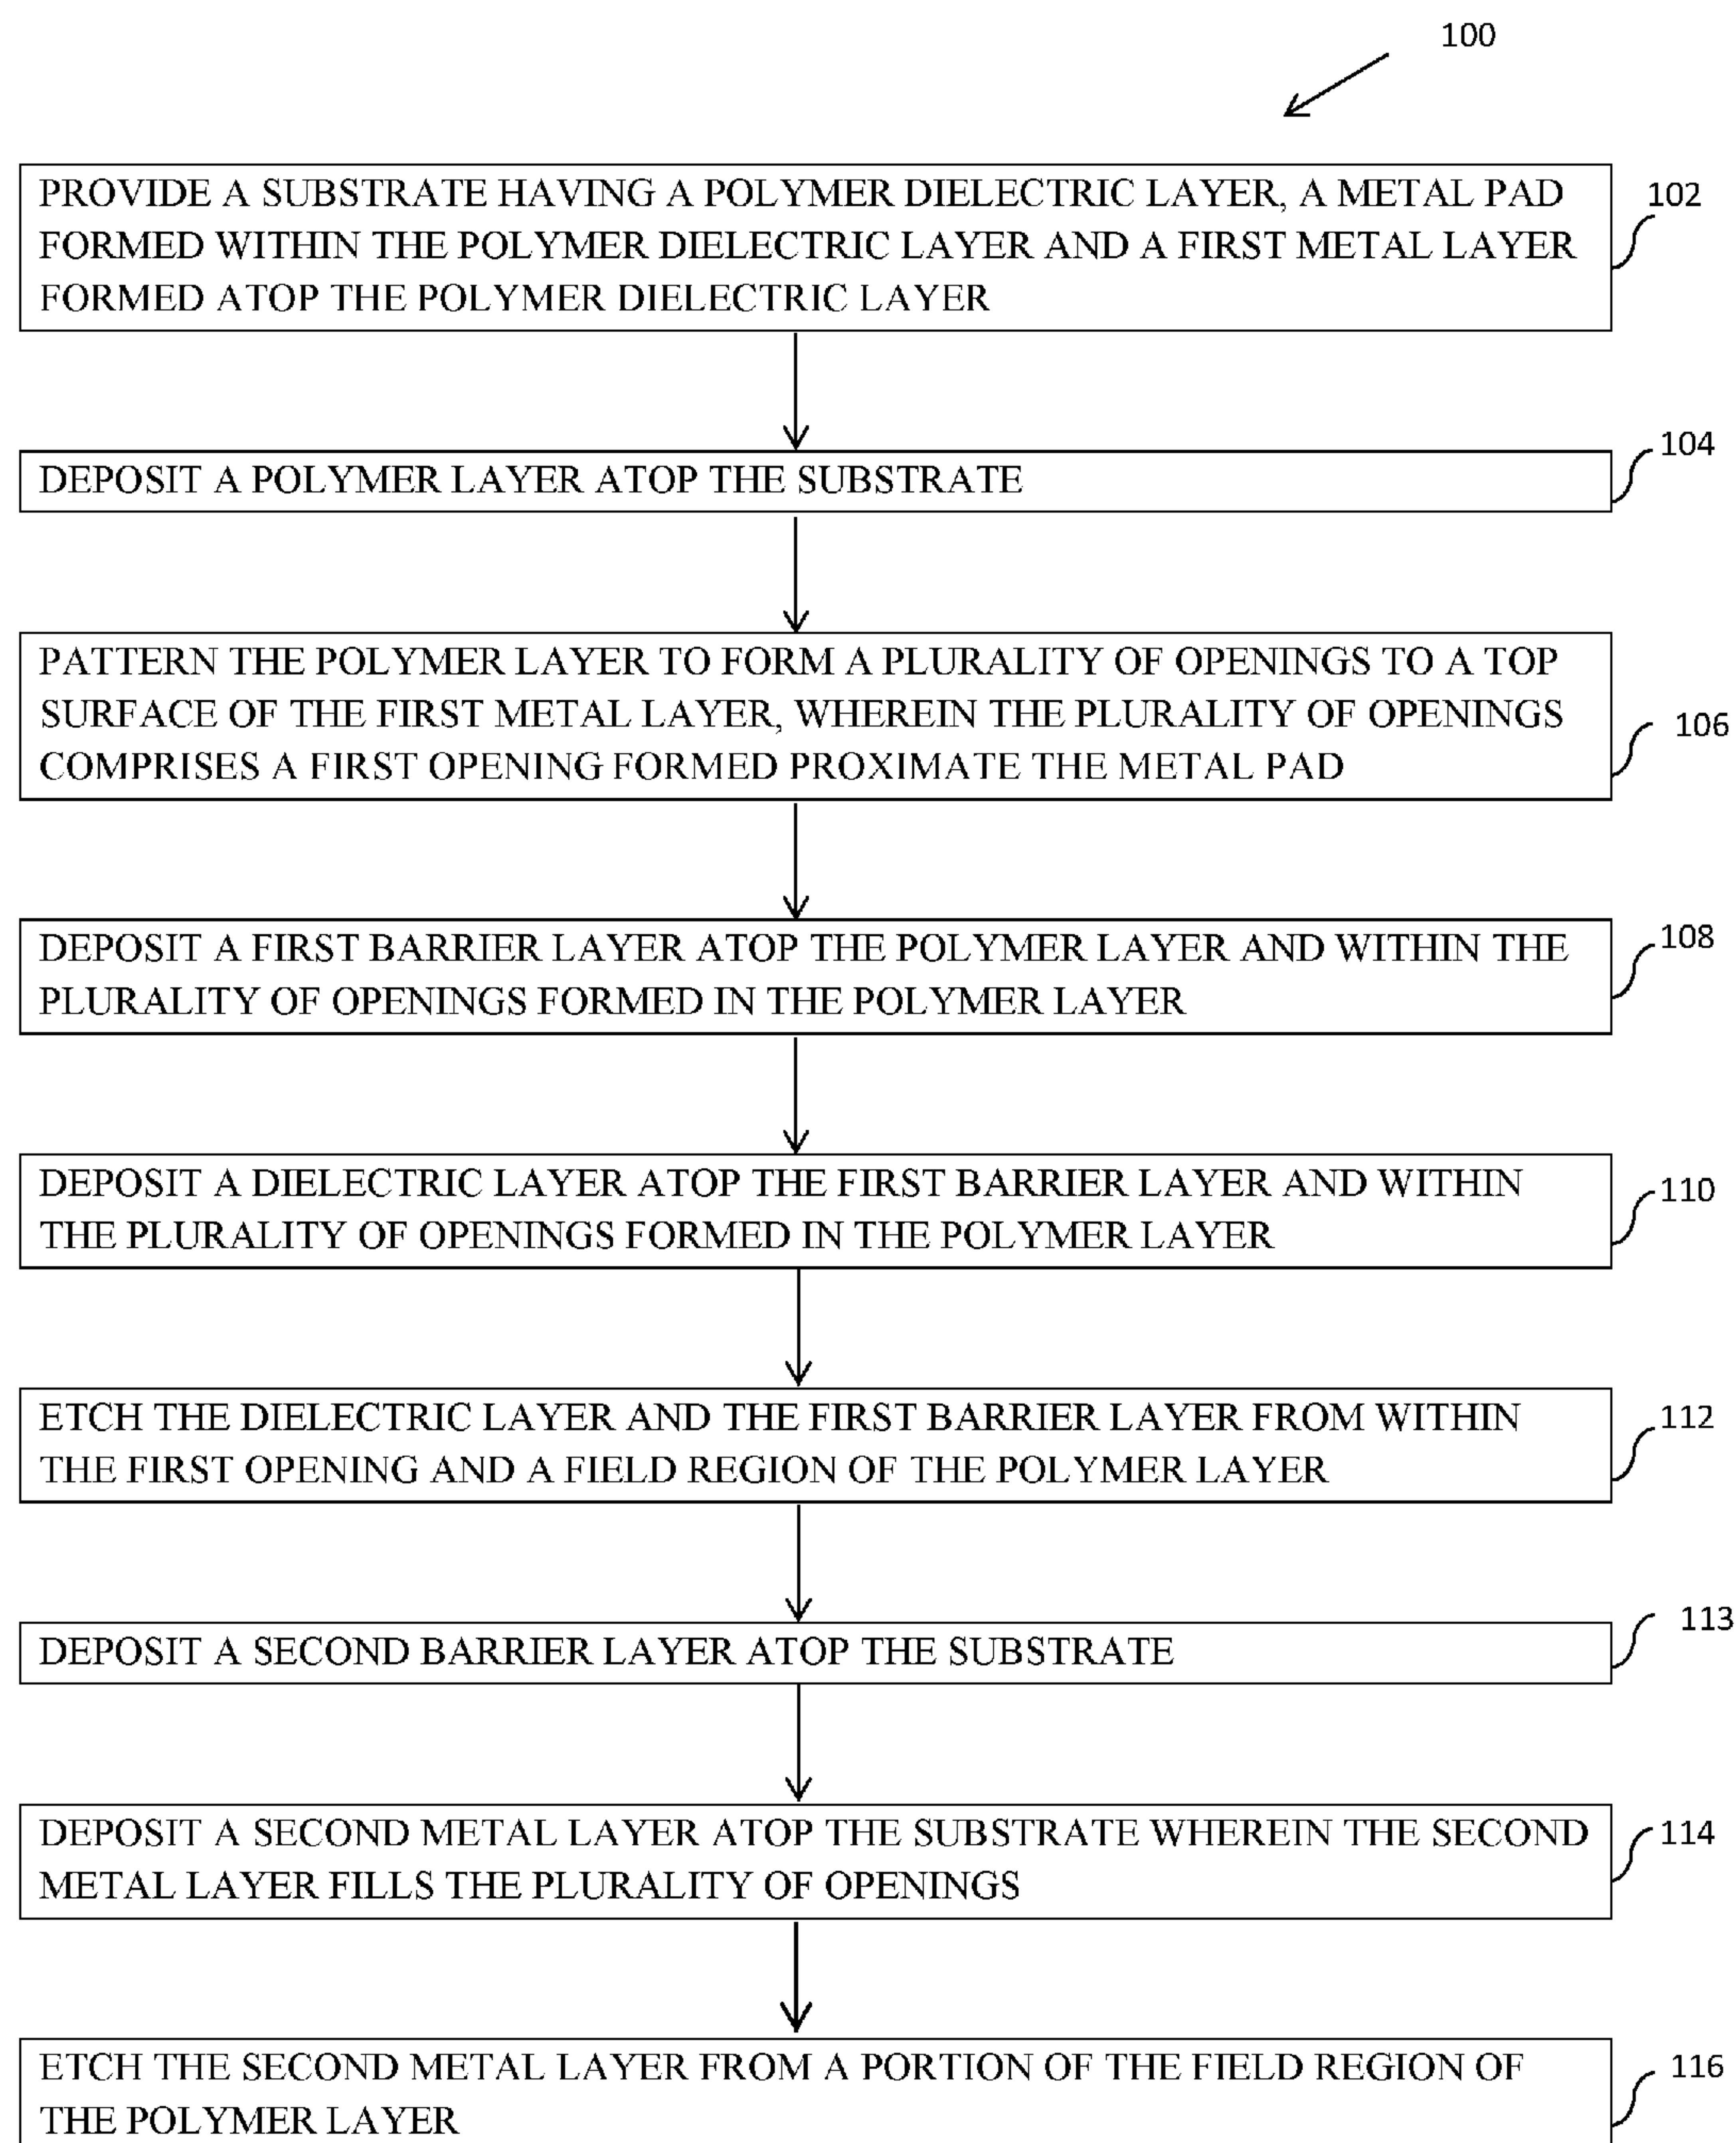 100
PROVIDE A SUBSTRATE HAVING A POLYMER DIELECTRIC LAYER, A METAL PAD
FORMED WITHIN THE POLYMER DIELECTRIC LAYER AND A FIRST METAL LAYER
FORMED ATOP THE POLYMER DIELECTRIC LAYER
102
DEPOSIT A POLYMER LAYER ATOP THE SUBSTRATE
104
PATTERN THE POLYMER LAYER TO FORM A PLURALITY OF OPENINGS TO A TOP
SURFACE OF THE FIRST METAL LAYER, WHEREIN THE PLURALITY OF OPENINGS
COMPRISES A FIRST OPENING FORMED PROXIMATE THE METAL PAD
106
DEPOSIT A FIRST BARRIER LAYER ATOP THE POLYMER LAYER AND WITHIN THE
PLURALITY OF OPENINGS FORMED IN THE POLYMER LAYER
108
DEPOSIT A DIELECTRIC LAYER ATOP THE FIRST BARRIER LAYER AND WITHIN
THE PLURALITY OF OPENINGS FORMED IN THE POLYMER LAYER
110
ETCH THE DIELECTRIC LAYER AND THE FIRST BARRIER LAYER FROM WITHIN
THE FIRST OPENING AND A FIELD REGION OF THE POLYMER LAYER
112
DEPOSIT A SECOND BARRIER LAYER ATOP THE SUBSTRATE
113
DEPOSIT A SECOND METAL LAYER ATOP THE SUBSTRATE WHEREIN THE SECOND
METAL LAYER FILLS THE PLURALITY OF OPENINGS
114
ETCH THE SECOND METAL LAYER FROM A PORTION OF THE FIELD REGION OF
THE POLYMER LAYER
116